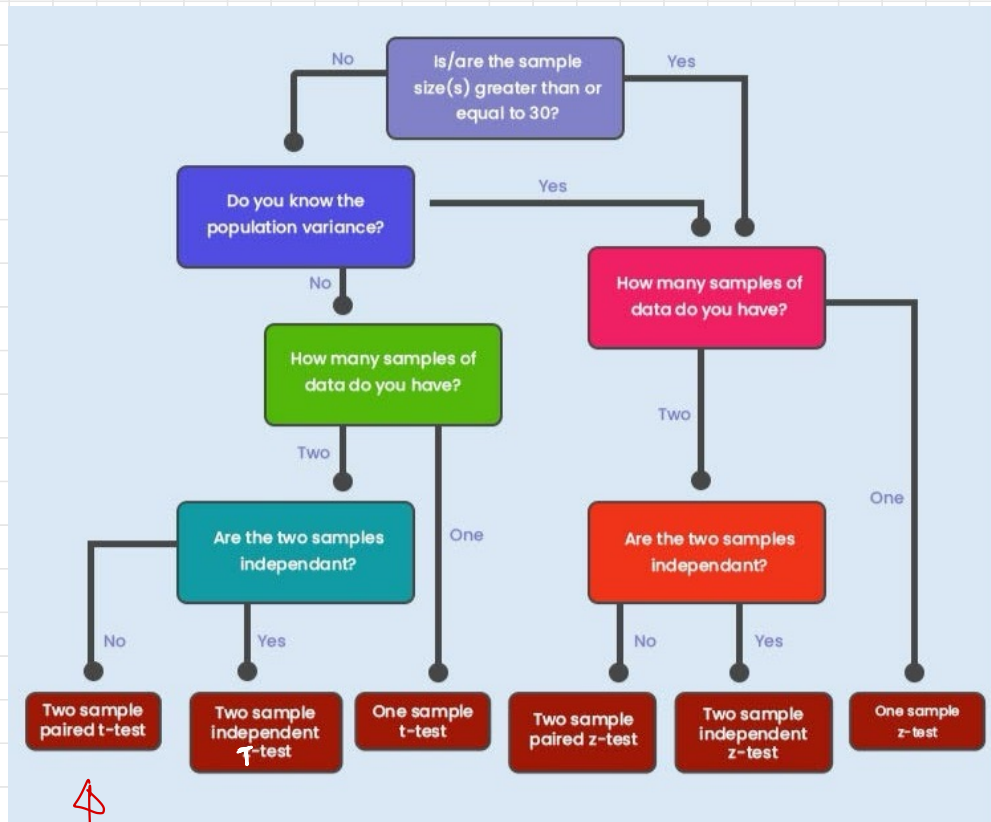 No
Is/are the sample
size(s) greater than or
equal to 30?
Yes
Do you know the
population variance?
Yes
No
How many samples of
data do you have?
How many samples of
data do you have?
Two
Two
One
One
Are the two samples
independant?
Are the two samples
independant?
No
Yes
No
Yes
Two sample
paired t-test
Two sample
independent
T-test
One sample
t-test
Two sample
paired z-test
Two sample
independent
z-test
One sample
z-test